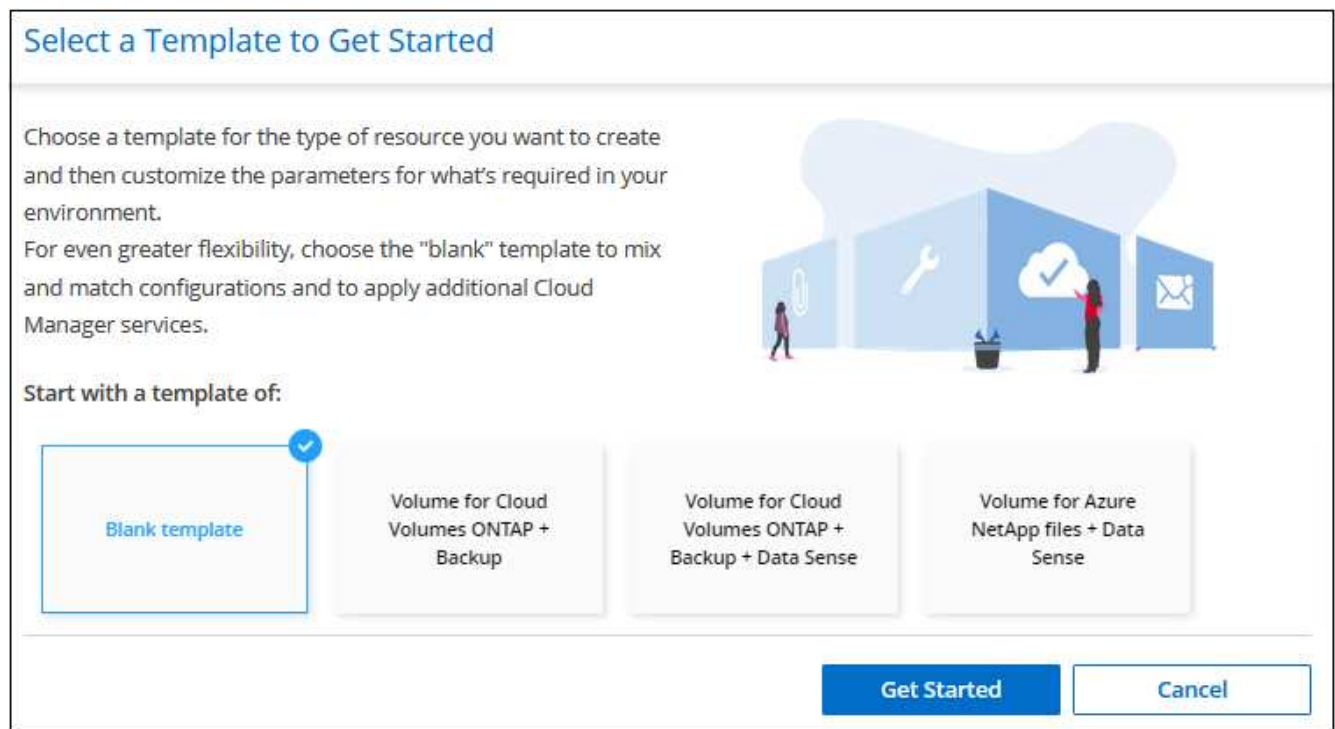 Select a Template to Get Started
Choose a template for the type of resource you want to create
and then customize the parameters for what's required in your
environment.
For even greater flexibility, choose the "blank" template to mix
and match configurations and to apply additional Cloud
Manager services.
Start with a template of:
Blank template
Volume for Cloud
Volumes ONTAP +
Backup
Volume for Cloud
Volumes ONTAP +
Backup + Data Sense
Volume for Azure
NetApp files + Data
Sense
Get Started
Cancel